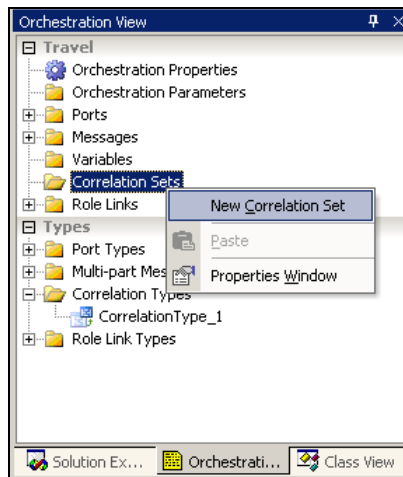 Orchestration View
Travel
Orchestration Properties
Orchestration Parameters
Ports
Messages
Variables
Correlation Sets
New Correlation Set
Role Links
Types
Paste
Port Types
Multi-part Mes
Properties Window
Correlation Types
CorrelationType_1
Role Link Types
Solution Ex... Orchestrati... Class View